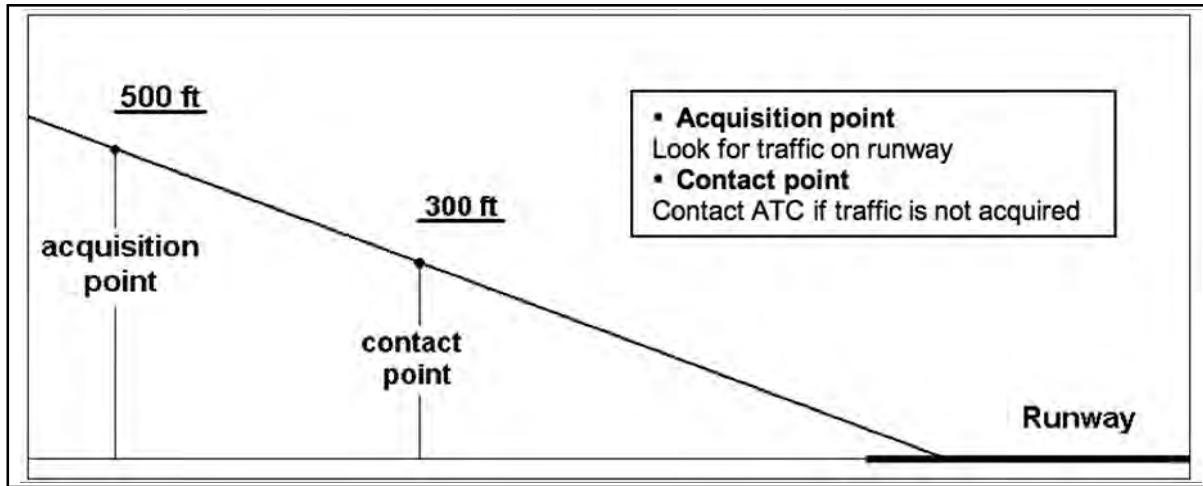 500 ft
▪ Acquisition point
Look for traffic on runway
▪ Contact point
Contact ATC if traffic is not acquired
300 ft
acquisition
point
contact
point
Runway